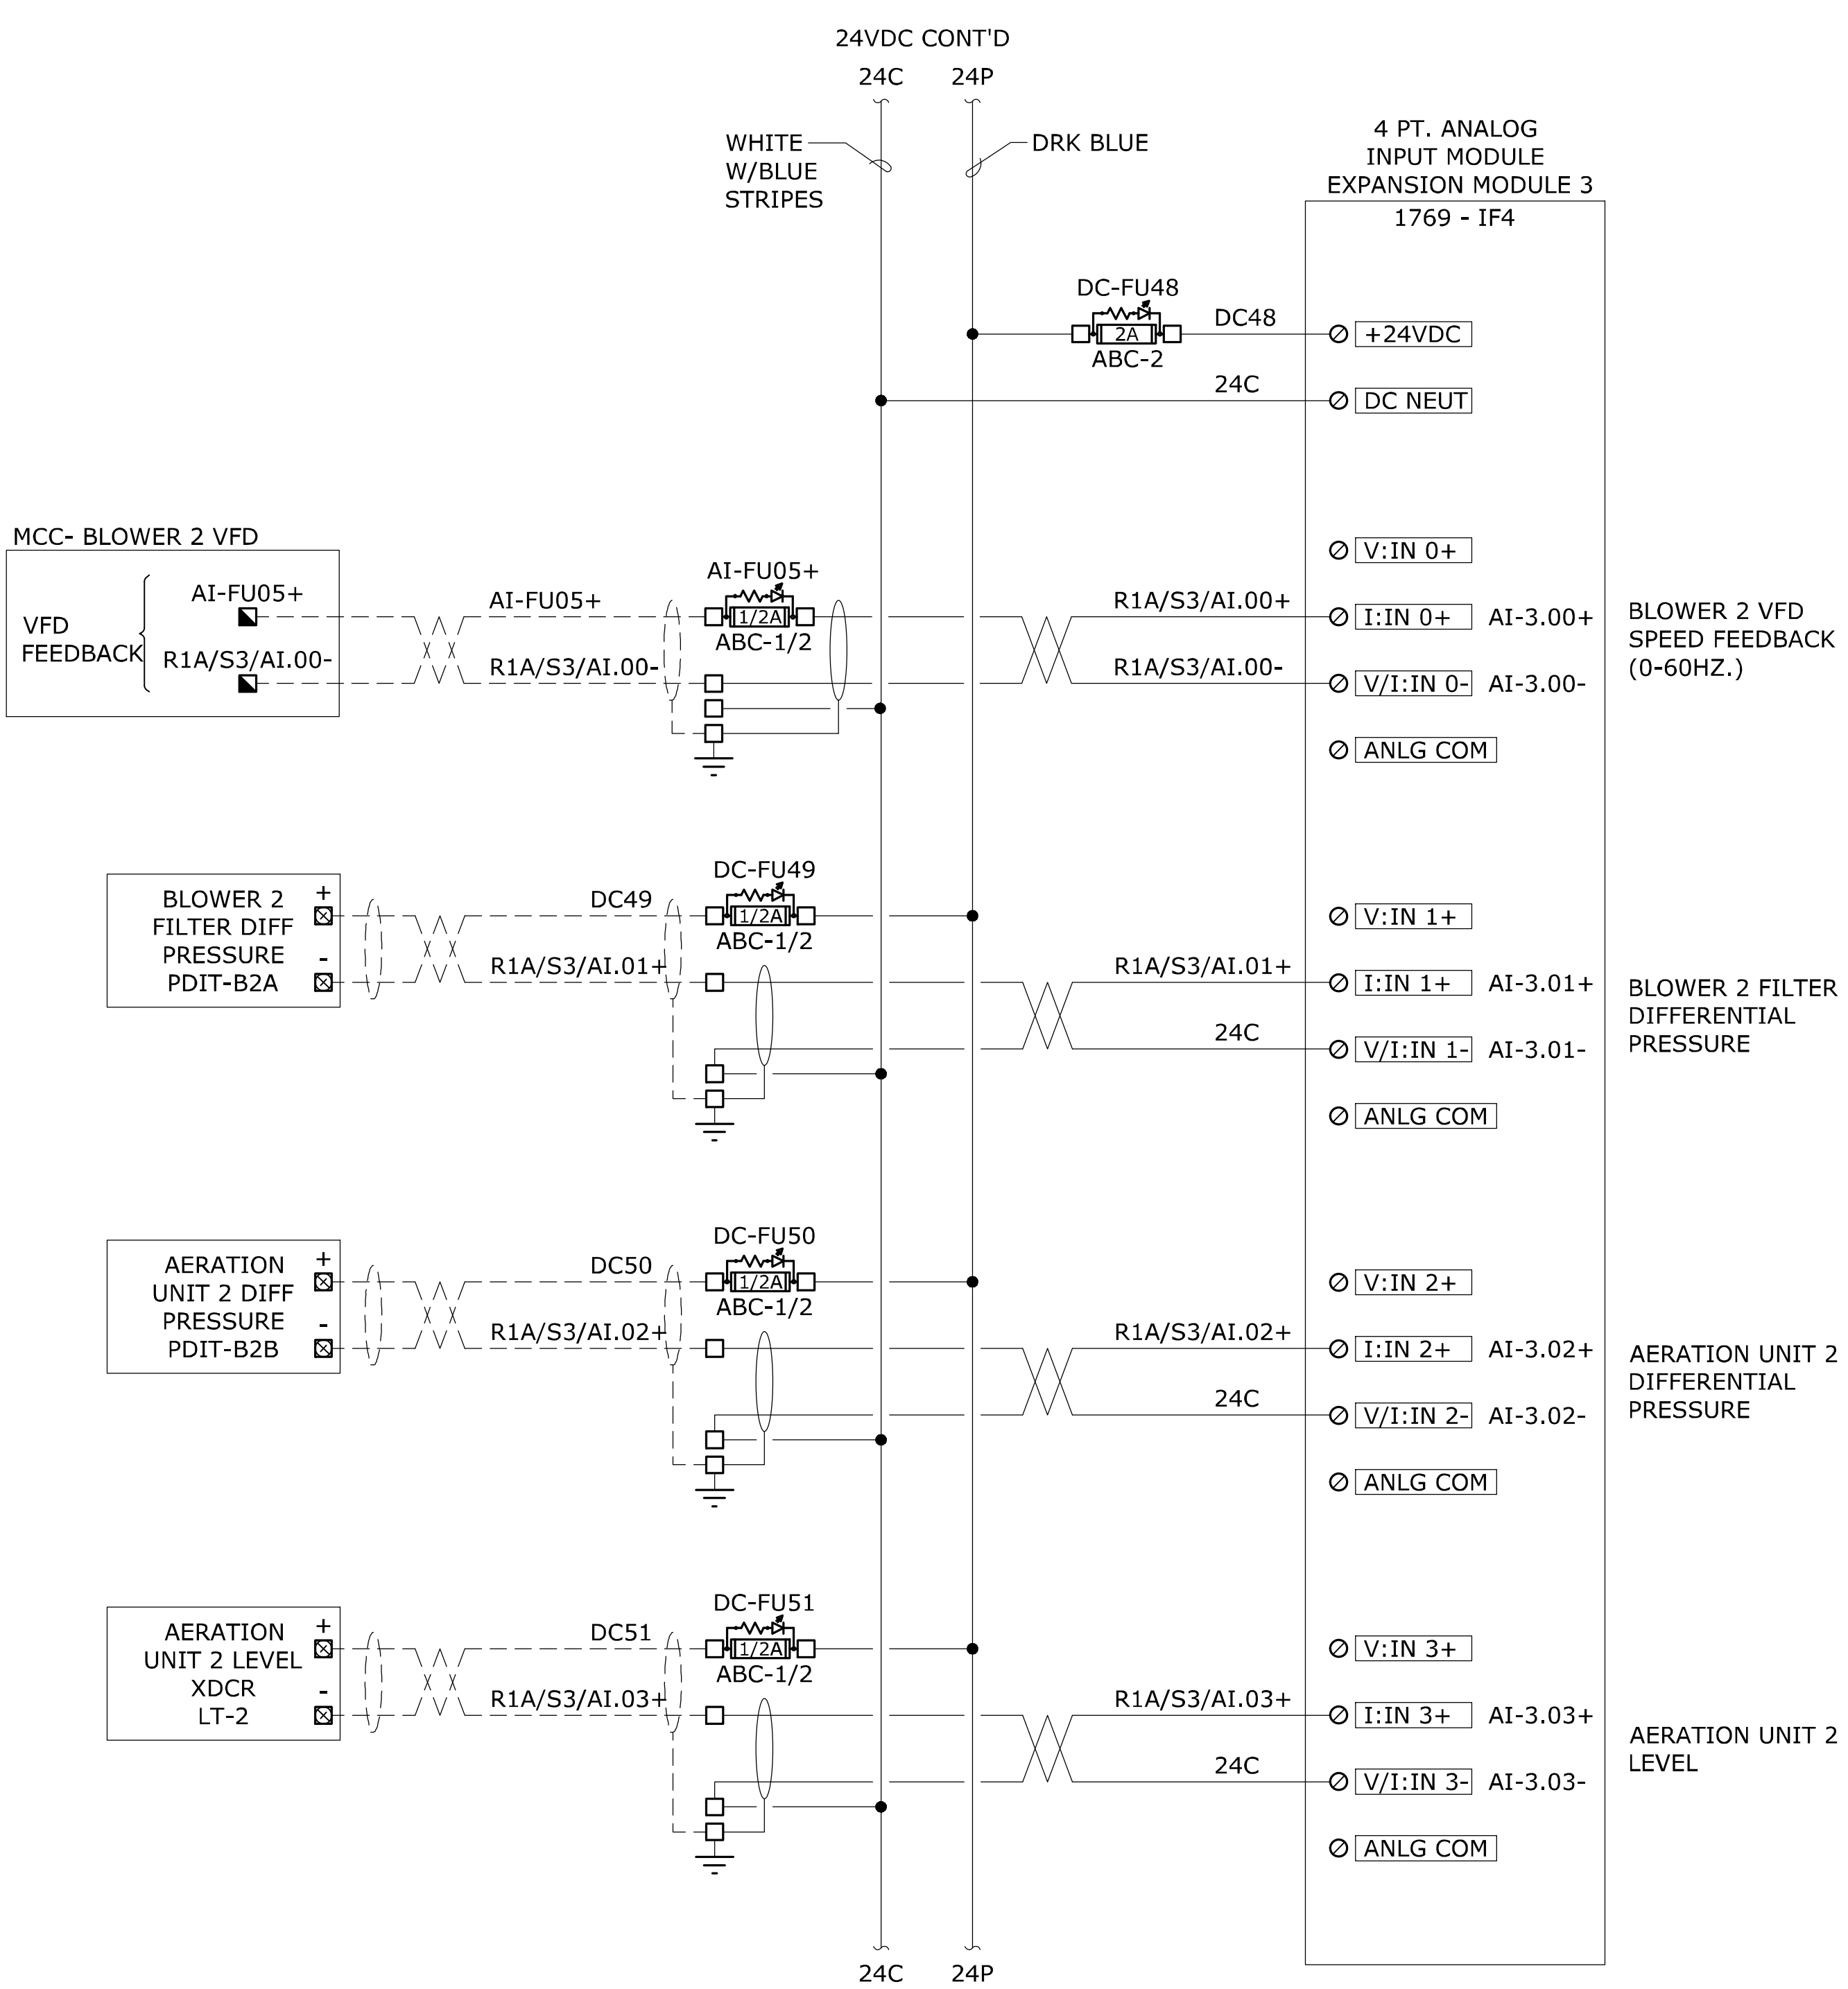 24VDC CONT'D
24C
24P
WHITE
W/BLUE
STRIPES
DRK BLUE
4 PT. ANALOG
INPUT MODULE
EXPANSION MODULE 3
1769 - IF4
DC-FU48
2A
ABC-2
DC48
+24VDC
24C
DC NEUT
MCC- BLOWER 2 VFD
VFD
FEEDBACK
AI-FU05+
R1A/S3/AI.00-
AI-FU05+
R1A/S3/AI.00-
AI-FU05+
1/2A
ABC-1/2
R1A/S3/AI.00+
R1A/S3/AI.00-
V:IN 0+
I:IN 0+
AI-3.00+
V/I:IN 0-
AI-3.00-
ANLG COM
BLOWER 2 VFD
SPEED FEEDBACK
(0-60HZ.)
BLOWER 2
FILTER DIFF
PRESSURE
PDIT-B2A
+
-
DC49
R1A/S3/AI.01+
DC-FU49
1/2A
ABC-1/2
R1A/S3/AI.01+
24C
V:IN 1+
I:IN 1+
AI-3.01+
V/I:IN 1-
AI-3.01-
ANLG COM
BLOWER 2 FILTER
DIFFERENTIAL
PRESSURE
AERATION
UNIT 2 DIFF
PRESSURE
PDIT-B2B
+
-
DC50
R1A/S3/AI.02+
DC-FU50
1/2A
ABC-1/2
R1A/S3/AI.02+
24C
V:IN 2+
I:IN 2+
AI-3.02+
V/I:IN 2-
AI-3.02-
ANLG COM
AERATION UNIT 2
DIFFERENTIAL
PRESSURE
AERATION
UNIT 2 LEVEL
XDCR
LT-2
+
-
DC51
R1A/S3/AI.03+
DC-FU51
1/2A
ABC-1/2
R1A/S3/AI.03+
24C
V:IN 3+
I:IN 3+
AI-3.03+
V/I:IN 3-
AI-3.03-
ANLG COM
AERATION UNIT 2
LEVEL
24C
24P